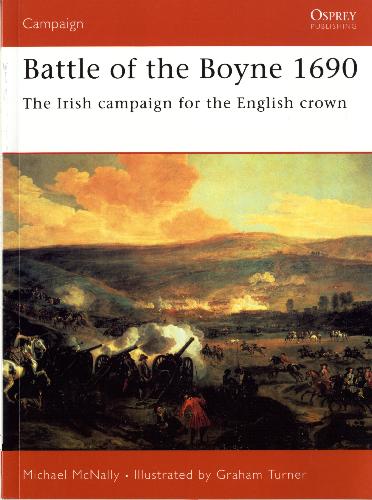 Campaign
OSPREY
PUBLISHING
Battle of the Boyne 1690
The Irish campaign for the English crown
Michael McNally · Illustrated by Graham Turner